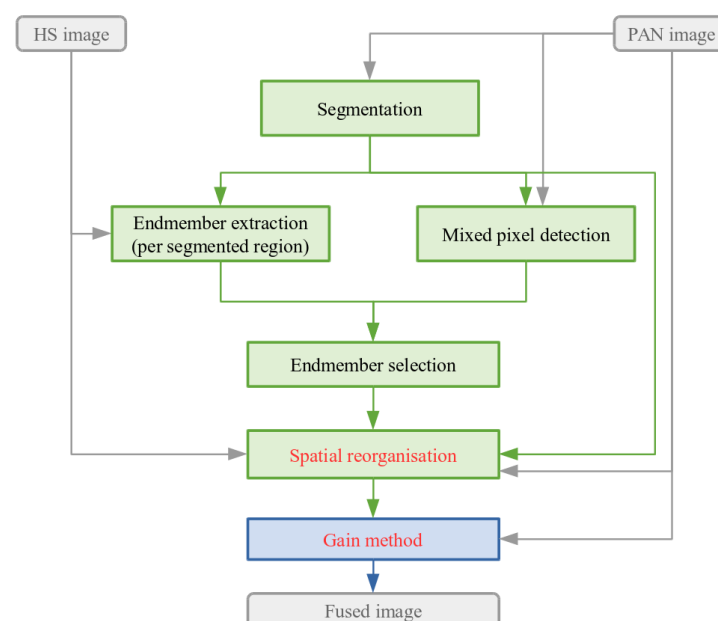 HS image
PAN image
Segmentation
Endmember extraction
(per segmented region)
Mixed pixel detection
Endmember selection
Spatial reorganisation
Gain method
Fused image